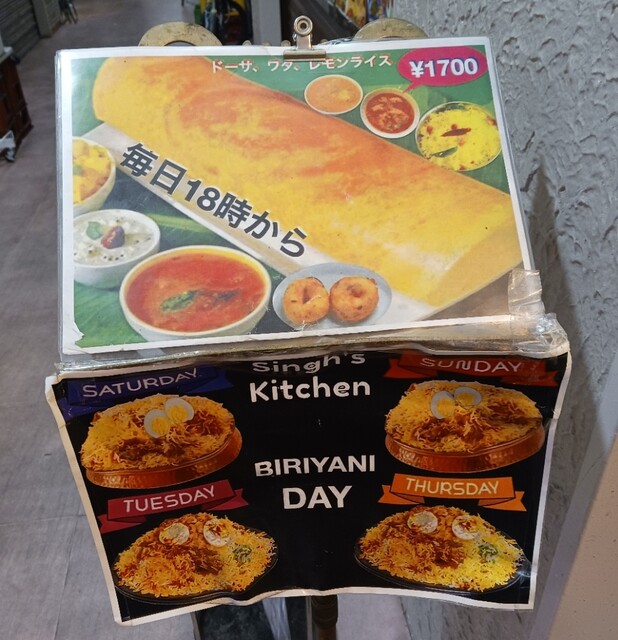 ドーサ、ワダ、レモンライス
¥1700
毎日18時から
SATURDAY
Singh's
Kitchen
SUNDAY
BIRIYANI
DAY
TUESDAY
THURSDAY